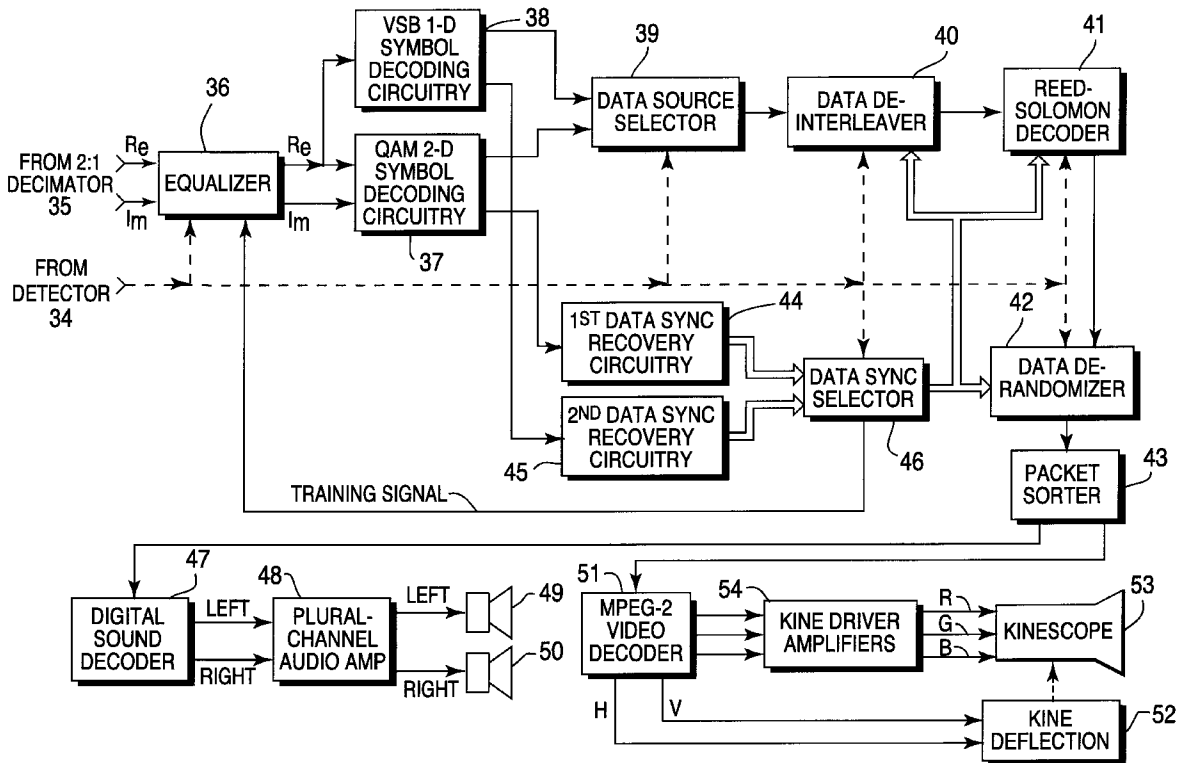 VSB 1-D
SYMBOL
DECODING
CIRCUITRY
38
39
DATA SOURCE
SELECTOR
40
DATA DE-
INTERLEAVER
41
REED-
SOLOMON
DECODER
36
FROM 2:1
DECIMATOR
35
Re
Im
EQUALIZER
Re
Im
QAM 2-D
SYMBOL
DECODING
CIRCUITRY
37
FROM
DETECTOR
34
1ST DATA SYNC
RECOVERY
CIRCUITRY
44
2ND DATA SYNC
RECOVERY
CIRCUITRY
45
DATA SYNC
SELECTOR
46
42
DATA DE-
RANDOMIZER
PACKET
SORTER
43
TRAINING SIGNAL
47
DIGITAL
SOUND
DECODER
LEFT
RIGHT
48
PLURAL-
CHANNEL
AUDIO AMP
LEFT
RIGHT
49
50
51
MPEG-2
VIDEO
DECODER
54
KINE DRIVER
AMPLIFIERS
R
G
B
KINESCOPE
53
H
V
KINE
DEFLECTION
52